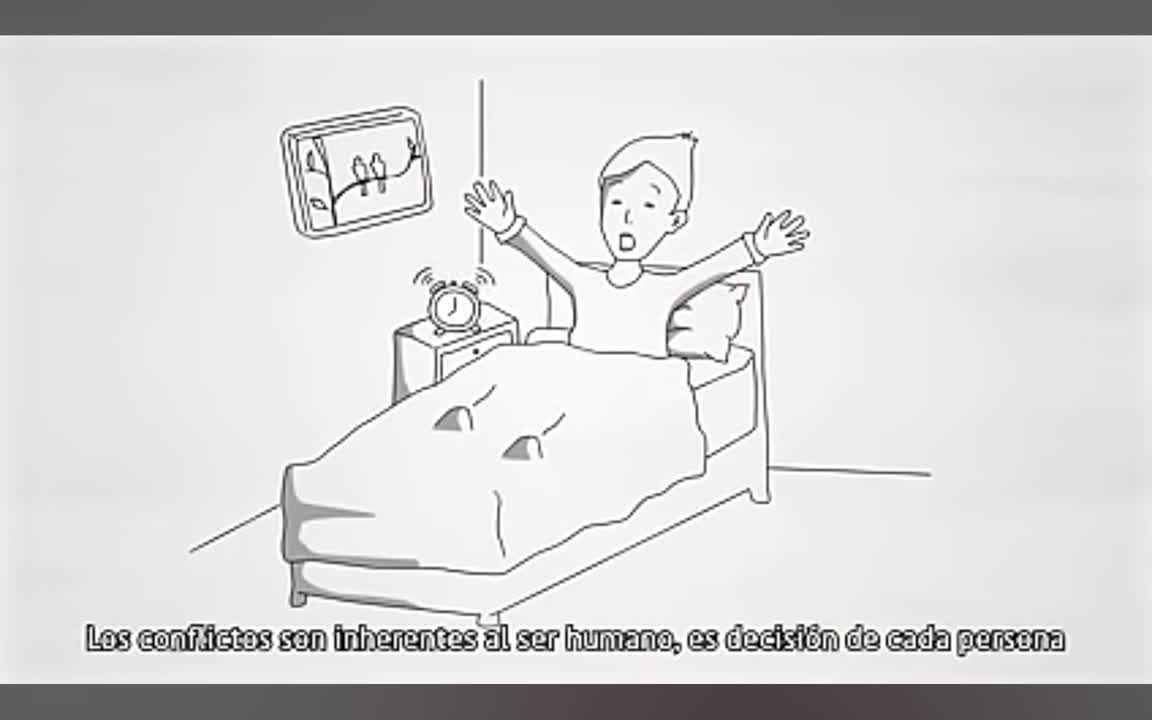 Los conflictos son inherentes al ser humano, es decisión de cada persona